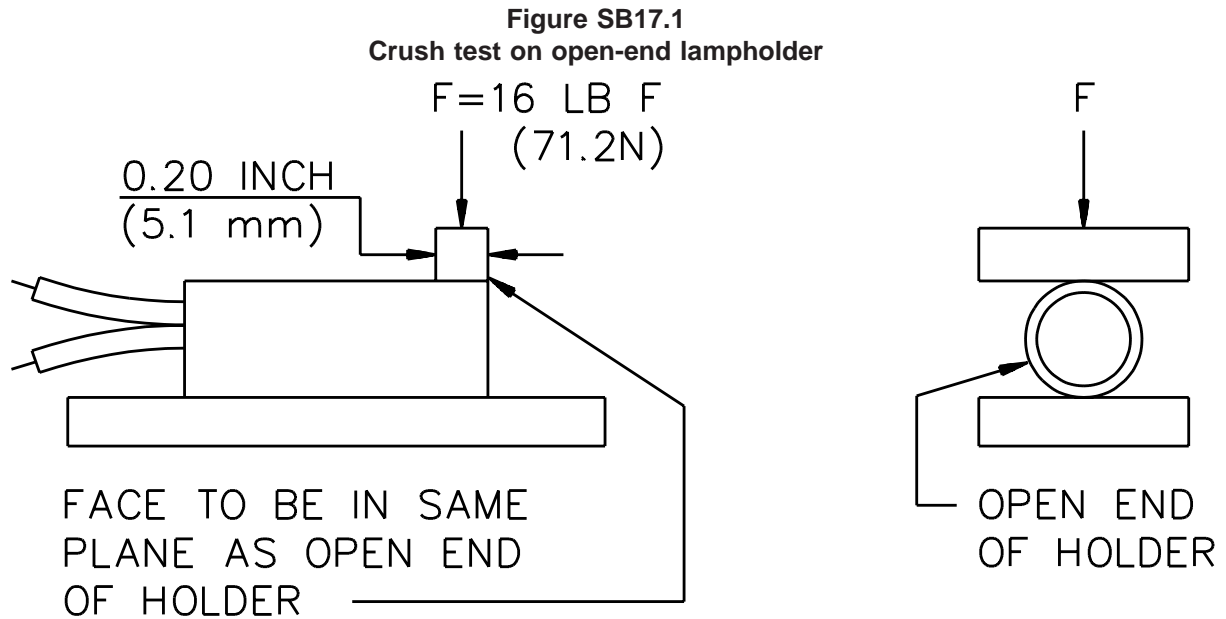 Figure SB17.1
Crush test on open-end lampholder
F=16 LB F
(71.2N)
0.20 INCH
(5.1 mm)
FACE TO BE IN SAME
PLANE AS OPEN END
OF HOLDER
F
OPEN END
OF HOLDER